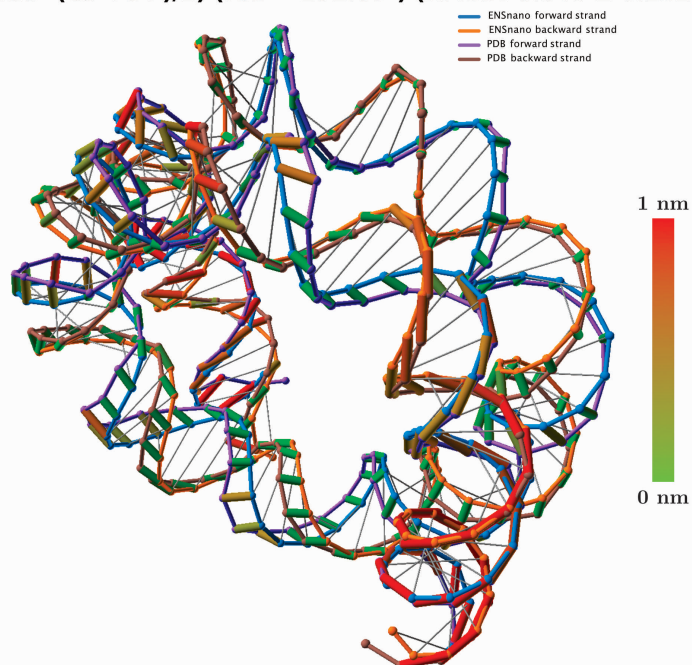 ENSnano forward strand
ENSnano backward strand
PDB forward strand
PDB backward strand
1 nm
0 nm